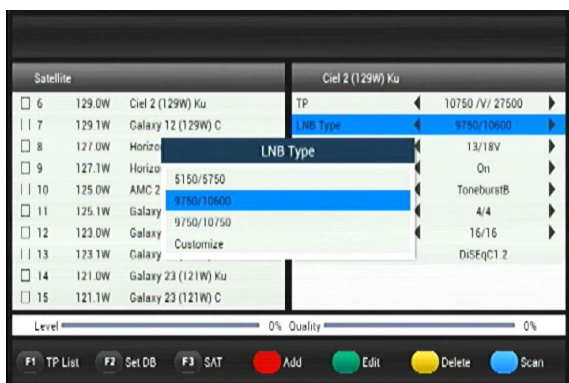 Satellite
Ciel 2 (129W) Ku
6 129.0W Ciel 2 (129W) Ku
TP 10750 /V/ 27500
7 129.1W Galaxy 12 (129W) C
LNB Type 9750/10600
8 127.0W Horizo
13/18V
9 127.1W Horizo
On
10 125.0W AMC 2
ToneburstB
11 125.1W Galaxy
4/4
12 123.0W Galaxy
16/16
13 123.1W Galaxy
DiSEqC1.2
14 121.0W Galaxy 23 (121W) Ku
15 121.1W Galaxy 23 (121W) C
LNB Type
5150/5750
9750/10600
9750/10750
Customize
Level 0% Quality 0%
F1 TP List F2 Set DB F3 SAT Add Edit Delete Scan